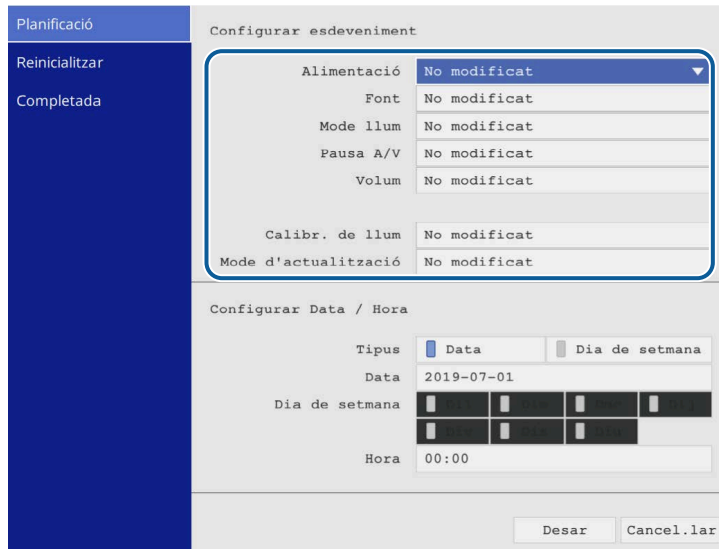 Planificació
Reinicialitzar
Completada
Configurar esdeveniment
Alimentació No modificat
Font No modificat
Mode llum No modificat
Pausa A/V No modificat
Volum No modificat
Calibr. de llum No modificat
Mode d'actualització No modificat
Configurar Data / Hora
Tipus Data Dia de setmana
Data 2019-07-01
Dia de setmana
Hora 00:00
Desar Cancel.lar